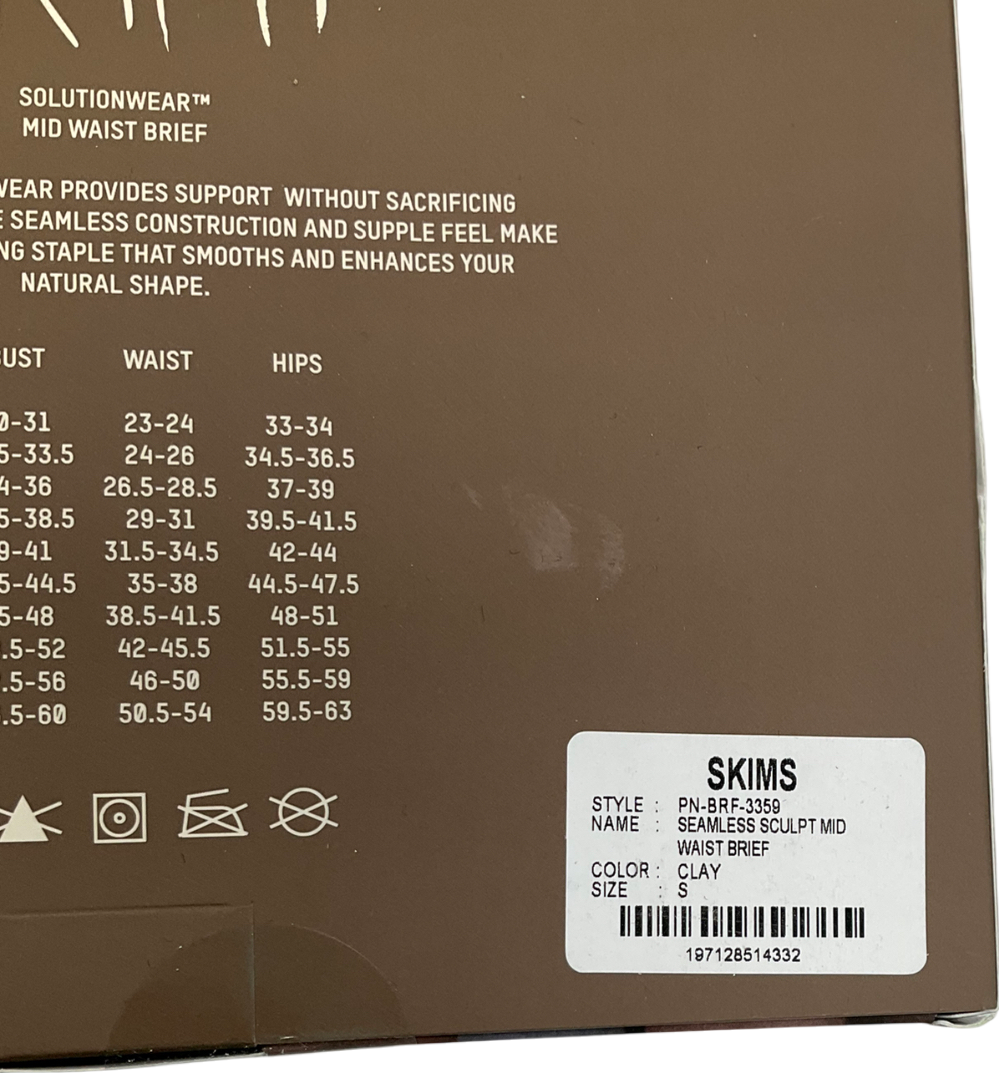 SOLUTIONWEAR™
MID WAIST BRIEF
WEAR PROVIDES SUPPORT WITHOUT SACRIFICING
SEAMLESS CONSTRUCTION AND SUPPLE FEEL MAKE
STAPLE THAT SMOOTHS AND ENHANCES YOUR
NATURAL SHAPE.
UST WAIST HIPS
0-31 23-24 33-34
5-33.5 24-26 34.5-36.5
4-36 26.5-28.5 37-39
5-38.5 29-31 39.5-41.5
9-41 31.5-34.5 42-44
5-44.5 35-38 44.5-47.5
5-48 38.5-41.5 48-51
.5-52 42-45.5 51.5-55
.5-56 46-50 55.5-59
.5-60 50.5-54 59.5-63
SKIMS
STYLE : PN-BRF-3359
NAME : SEAMLESS SCULPT MID
WAIST BRIEF
COLOR : CLAY
SIZE : S
197128514332